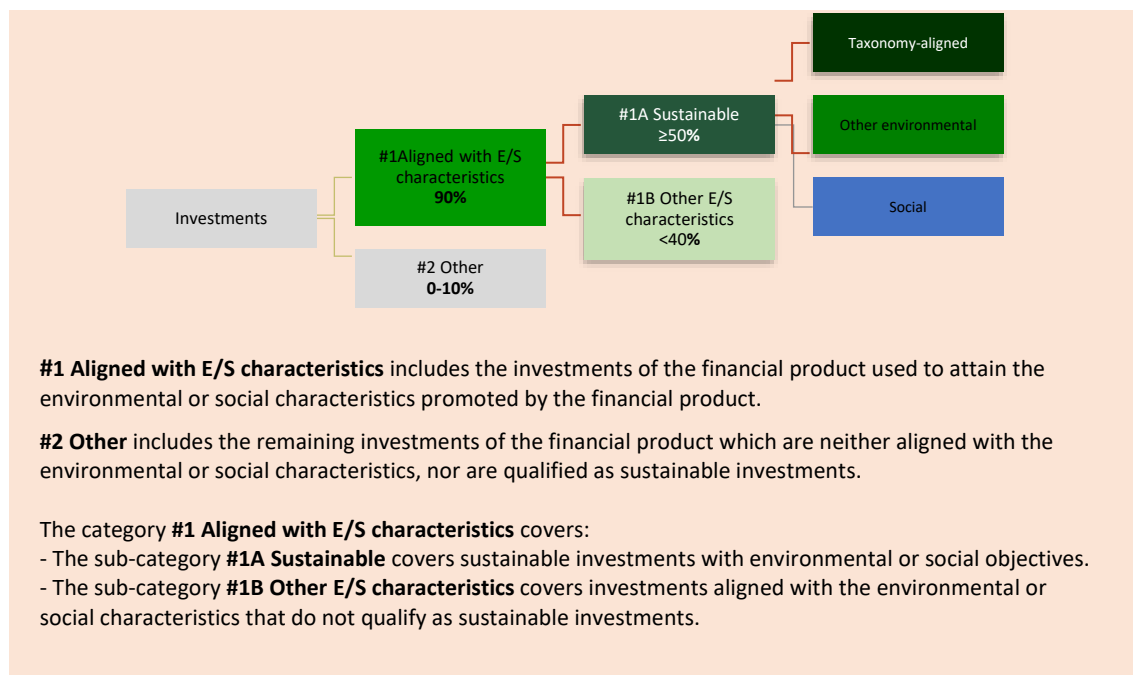 Taxonomy-aligned
#1A Sustainable
≥50%
Other environmental
#1Aligned with E/S
characteristics
90%
#1B Other E/S
characteristics
<40%
Investments
Social
#2 Other
0-10%
#1 Aligned with E/S characteristics includes the investments of the financial product used to attain the
environmental or social characteristics promoted by the financial product.
#2 Other includes the remaining investments of the financial product which are neither aligned with the
environmental or social characteristics, nor are qualified as sustainable investments.
The category #1 Aligned with E/S characteristics covers:
- The sub-category #1A Sustainable covers sustainable investments with environmental or social objectives.
- The sub-category #1B Other E/S characteristics covers investments aligned with the environmental or
social characteristics that do not qualify as sustainable investments.